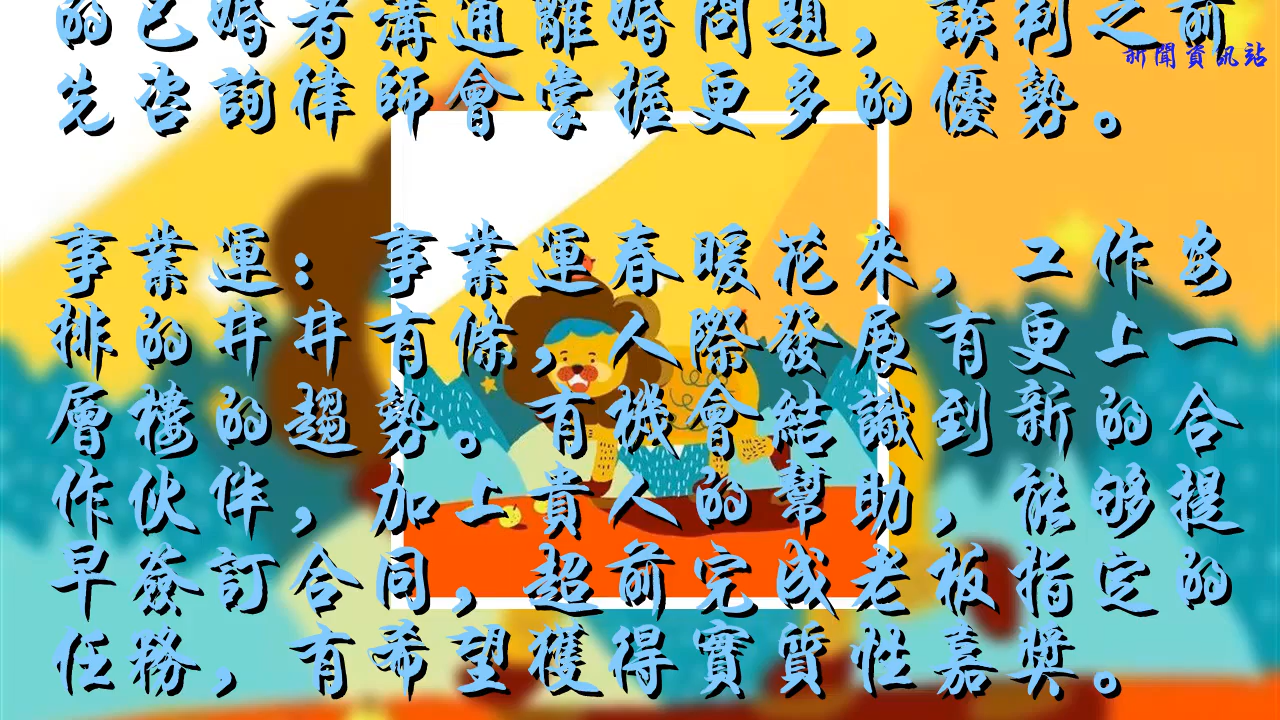 的已婚者溝通離婚問題，談判之前
新聞資訊站
先咨詢律師會掌握更多的優勢。
事業運：事業運春暖花來，工作安
排的井井有條，人際發展有更上一
層樓的趨勢。有機會結識到新的合
作伙伴，加上貴人的幫助，能够提
早簽訂合同，超前完成老板指定的
任務，有希望獲得實質性嘉獎。